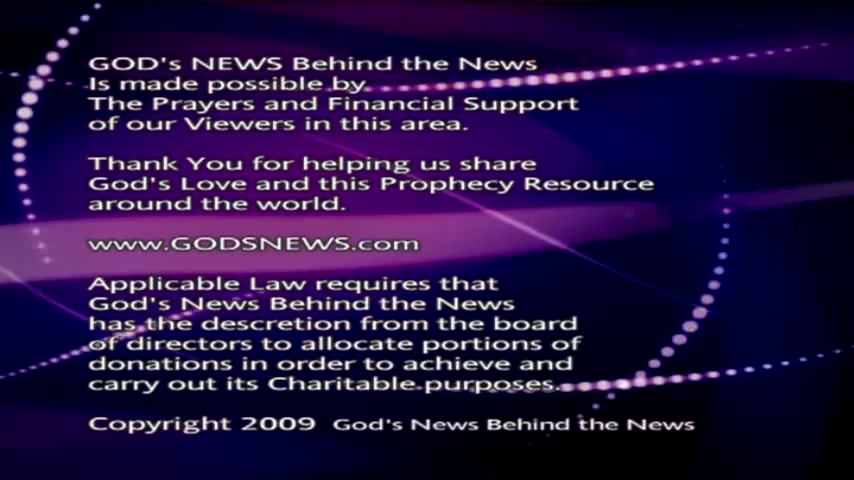 GOD's NEWS Behind the News
Is made possible by
The Prayers and Financial Support
of our Viewers in this area.
Thank You for helping us share
God's Love and this Prophecy Resource
around the world.
www.GODSNEWS.com
Applicable Law requires that
God's News Behind the News
has the descretion from the board
of directors to allocate portions of
donations in order to achieve and
carry out its Charitable purposes.
Copyright 2009 God's News Behind the News